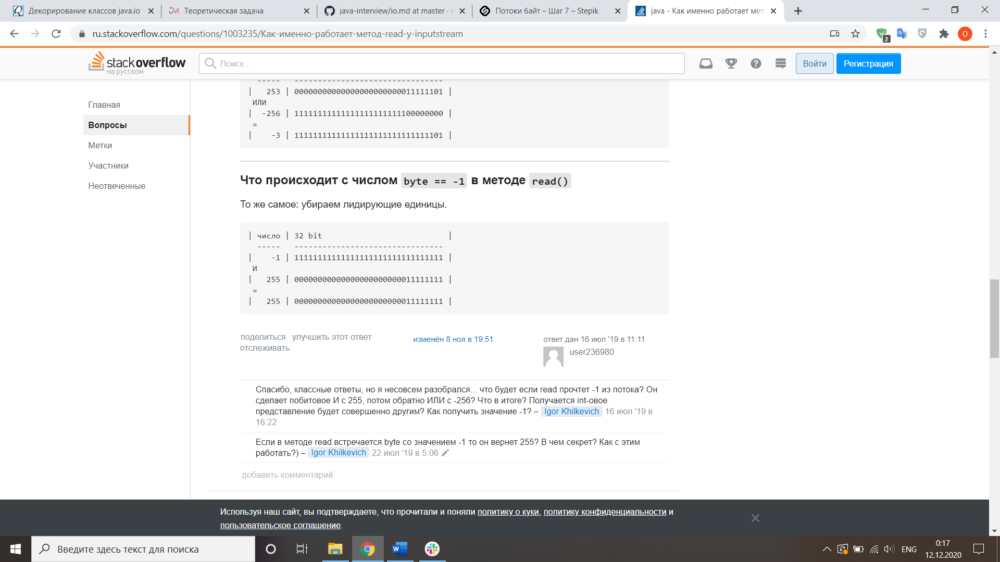 Декорирование классов java.io
Теоретическая задача
java-interview/io.md at master · e
Потоки байт – Шаг 7 – Stepik
java - Как именно работает мет
ru.stackoverflow.com/questions/1003235/Как-именно-работает-метод-read-у-inputstream
2
O
stackoverflow
на русском
Поиск...
Войти
Регистрация
Главная
Вопросы
Метки
Участники
Неотвеченные
----- --------------------------------
| 253 | 00000000000000000000000011111101 |
ИЛИ
| -256 | 11111111111111111111111100000000 |
=
| -3 | 11111111111111111111111111111101 |
Что происходит с числом byte == -1 в методе read()
То же самое: убираем лидирующие единицы.
| число | 32 bit |
----- --------------------------------
| -1 | 11111111111111111111111111111111 |
И
| 255 | 00000000000000000000000011111111 |
=
| 255 | 00000000000000000000000011111111 |
поделиться улучшить этот ответ
отслеживать
изменён 8 ноя в 19:51
ответ дан 16 июл '19 в 11:11
user236980
Спасибо, классные ответы, но я несовсем разобрался... что будет если read прочтет -1 из потока? Он
сделает побитовое И с 255, потом обратно ИЛИ с -256? Что в итоге? Получается int-овое
представление будет совершенно другим? Как получить значение -1? – Igor Khilkevich 16 июл '19 в
16:22
Если в методе read встречается byte со значением -1 то он вернет 255? В чем секрет? Как с этим
работать?) – Igor Khilkevich 22 июл '19 в 5:06
добавить комментарий
Используя наш сайт, вы подтверждаете, что прочитали и поняли политику о куки, политику конфиденциальности и
пользовательское соглашение.
Введите здесь текст для поиска
ENG
0:17
12.12.2020